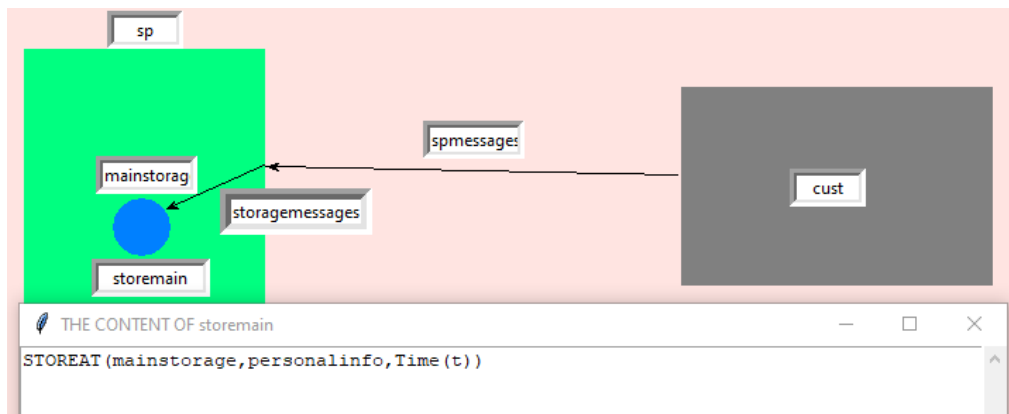 sp
spmessages
mainstorag
cust
storagemessages
storemain
THE CONTENT OF storemain
STOREAT(mainstorage,personalinfo,Time(t))